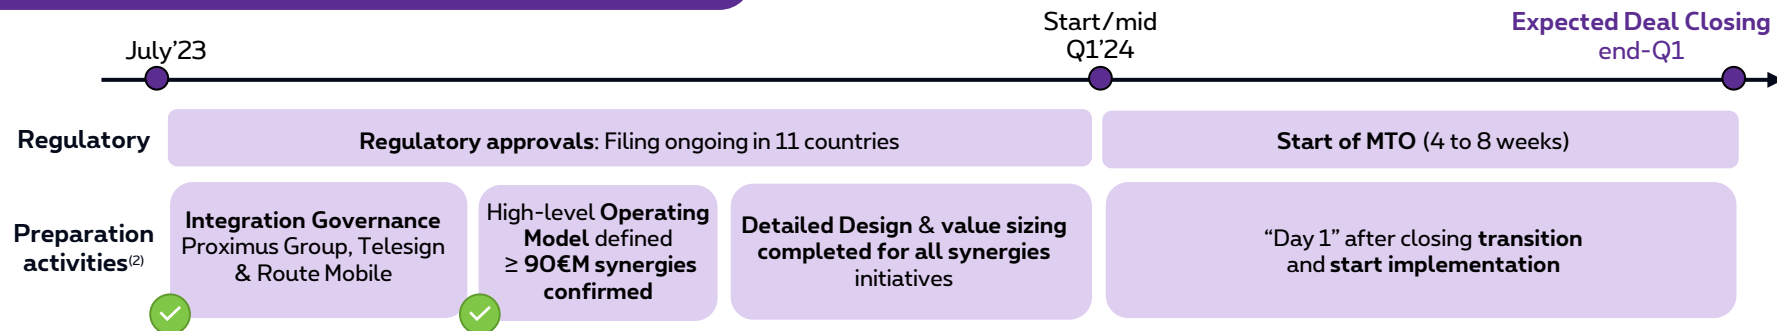 July'23
Start/mid
Q1'24
Expected Deal Closing
end-Q1
Regulatory
Regulatory approvals: Filing ongoing in 11 countries
Start of MTO (4 to 8 weeks)
Preparation
activities(2)
Integration Governance
Proximus Group, Telesign
& Route Mobile
High-level Operating
Model defined
≥ 90€M synergies
confirmed
Detailed Design & value sizing
completed for all synergies
initiatives
“Day 1” after closing transition
and start implementation